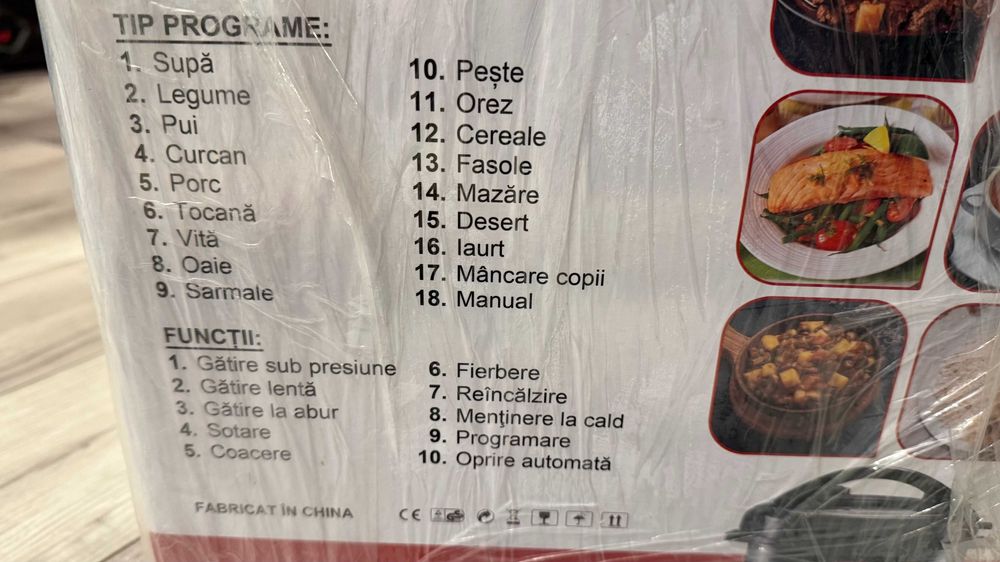 TIP PROGRAME:
1. Supă
2. Legume
3. Pui
4. Curcan
5. Porc
6. Tocană
7. Vită
8. Oaie
9. Sarmale
10. Pește
11. Orez
12. Cereale
13. Fasole
14. Mazăre
15. Desert
16. Iaurt
17. Mâncare copii
18. Manual
FUNCȚII:
1. Gătire sub presiune
2. Gătire lentă
3. Gătire la abur
4. Sotare
5. Coacere
6. Fierbere
7. Reîncălzire
8. Menţinere la cald
9. Programare
10. Oprire automată
FABRICAT ÎN CHINA
CE